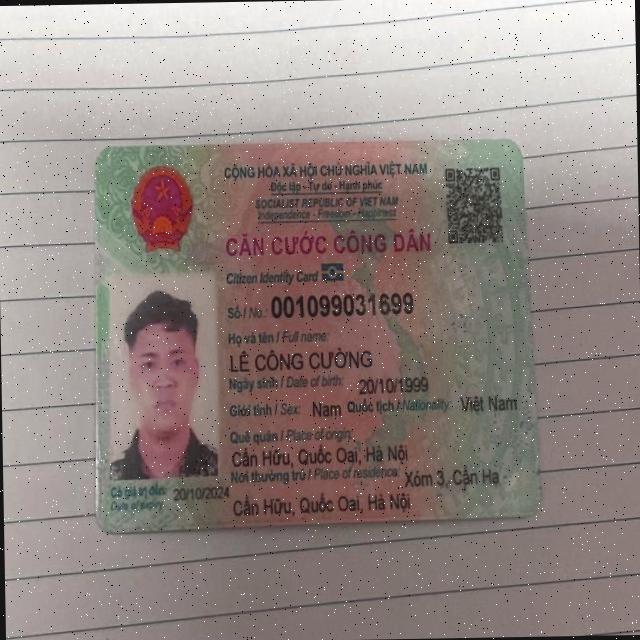 CỘNG HÒA XÃ HỘI CHỦ NGHĨA VIỆT NAM
Độc lập - Tự do - Hạnh phúc
SOCIALIST REPUBLIC OF VIET NAM
Independence - Freedom - Happiness
CĂN CƯỚC CÔNG DÂN
Citizen Identity Card
Số / No.: 001099031699
Họ và tên / Full name:
LÊ CÔNG CƯỜNG
Ngày sinh / Date of birth: 20/10/1999
Giới tính / Sex: Nam Quốc tịch / Nationality: Việt Nam
Quê quán / Place of origin:
Cấn Hữu, Quốc Oai, Hà Nội
Nơi thường trú / Place of residence: Xóm 3, Cấn Hạ
Cấn Hữu, Quốc Oai, Hà Nội
Có giá trị đến: 20/10/2024
Date of expiry